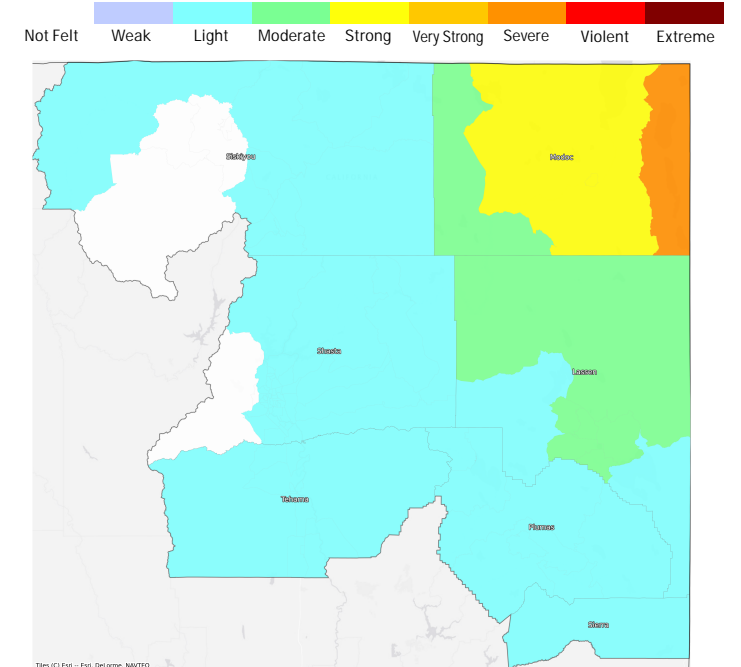 Not Felt Weak Light Moderate Strong Very Strong Severe Violent Extreme
Siskiyou
Modoc
Shasta
Lassen
Tehama
Plumas
Sierra
Tiles (C) Esri -- Esri, DeLorme, NAVTEQ